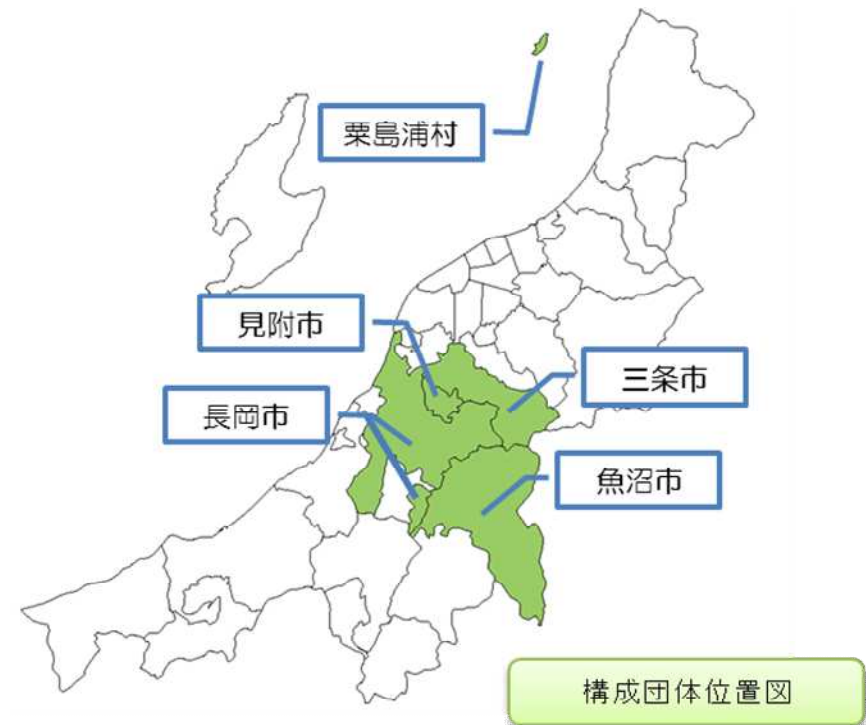 粟島浦村
見附市
三条市
長岡市
魚沼市
構成団体位置図